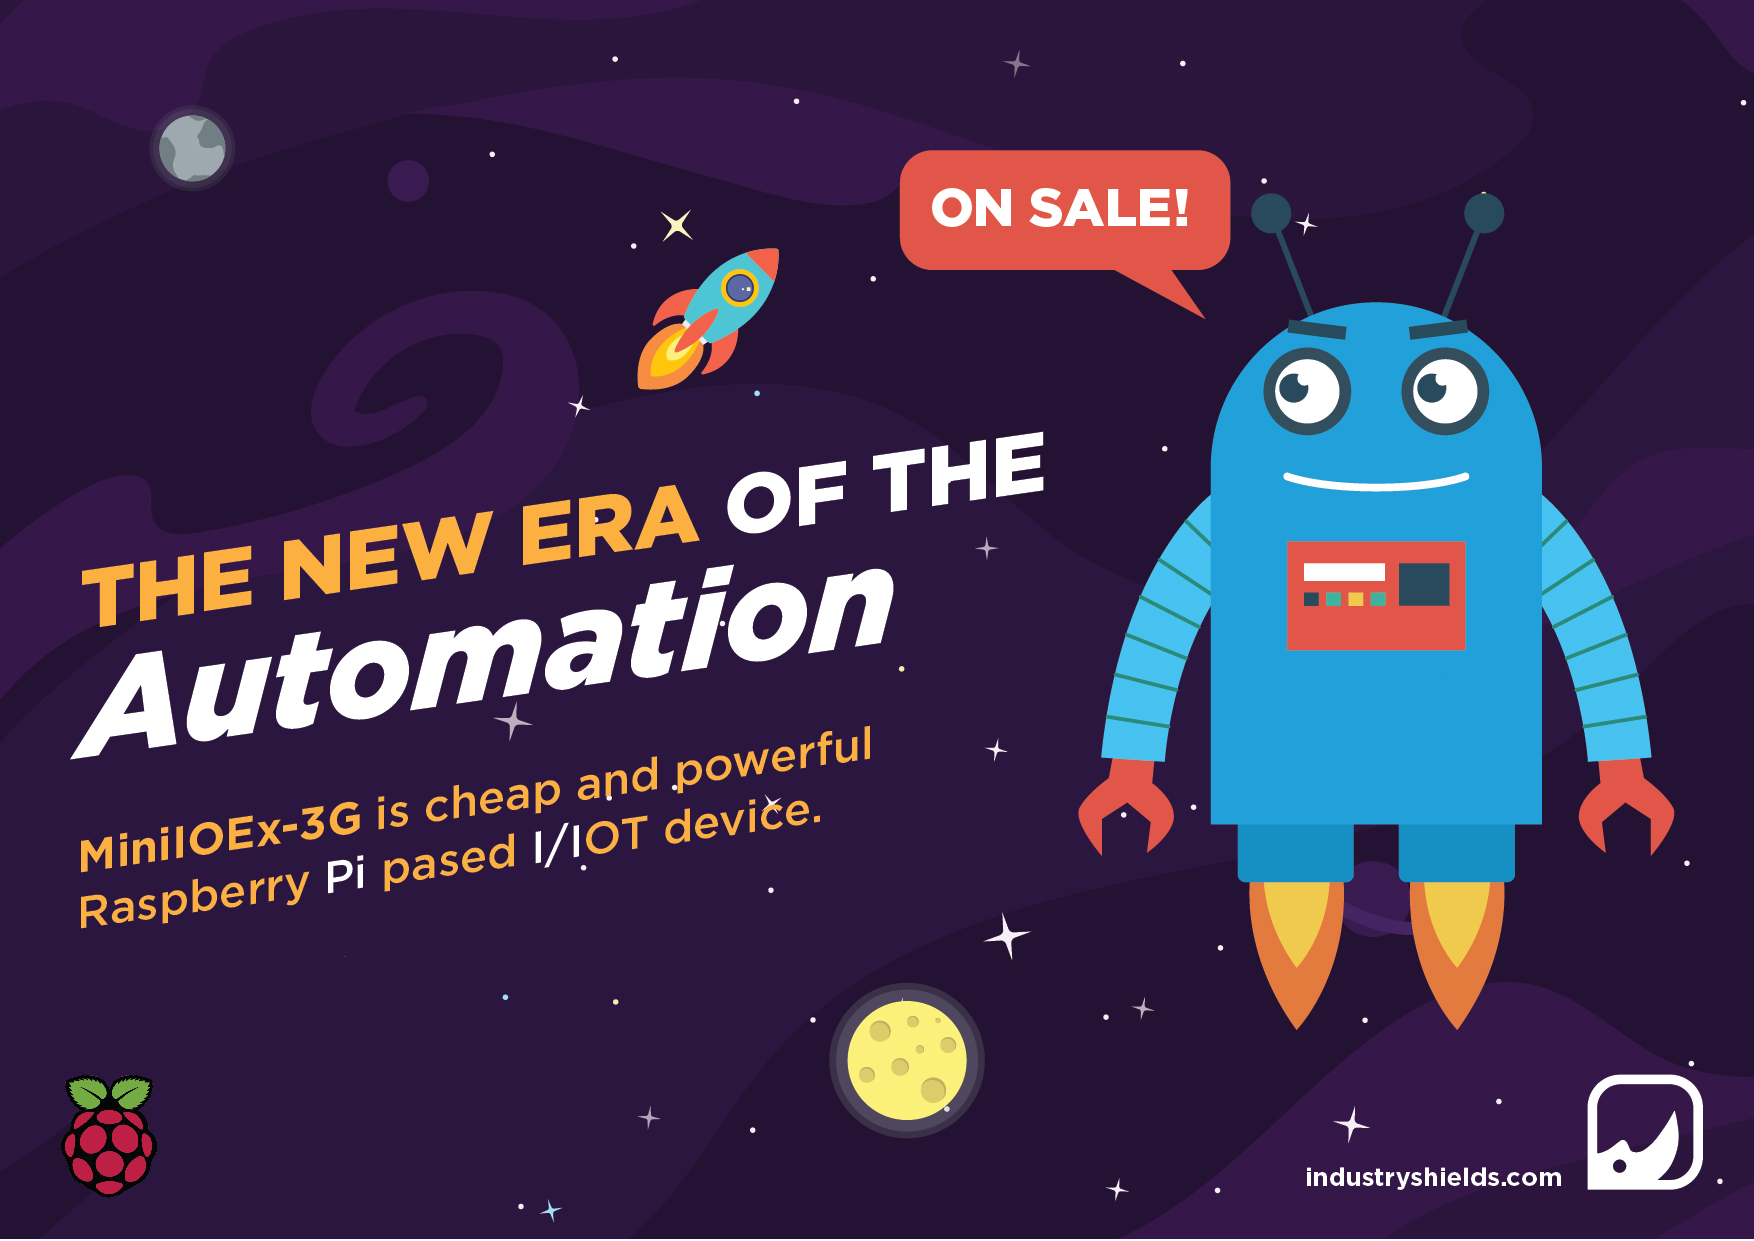 ON SALE!
THE NEW ERA OF THE
Automation
MiniIOEx-3G is cheap and powerful
Raspberry Pi pased I/IOT device.
industryshields.com